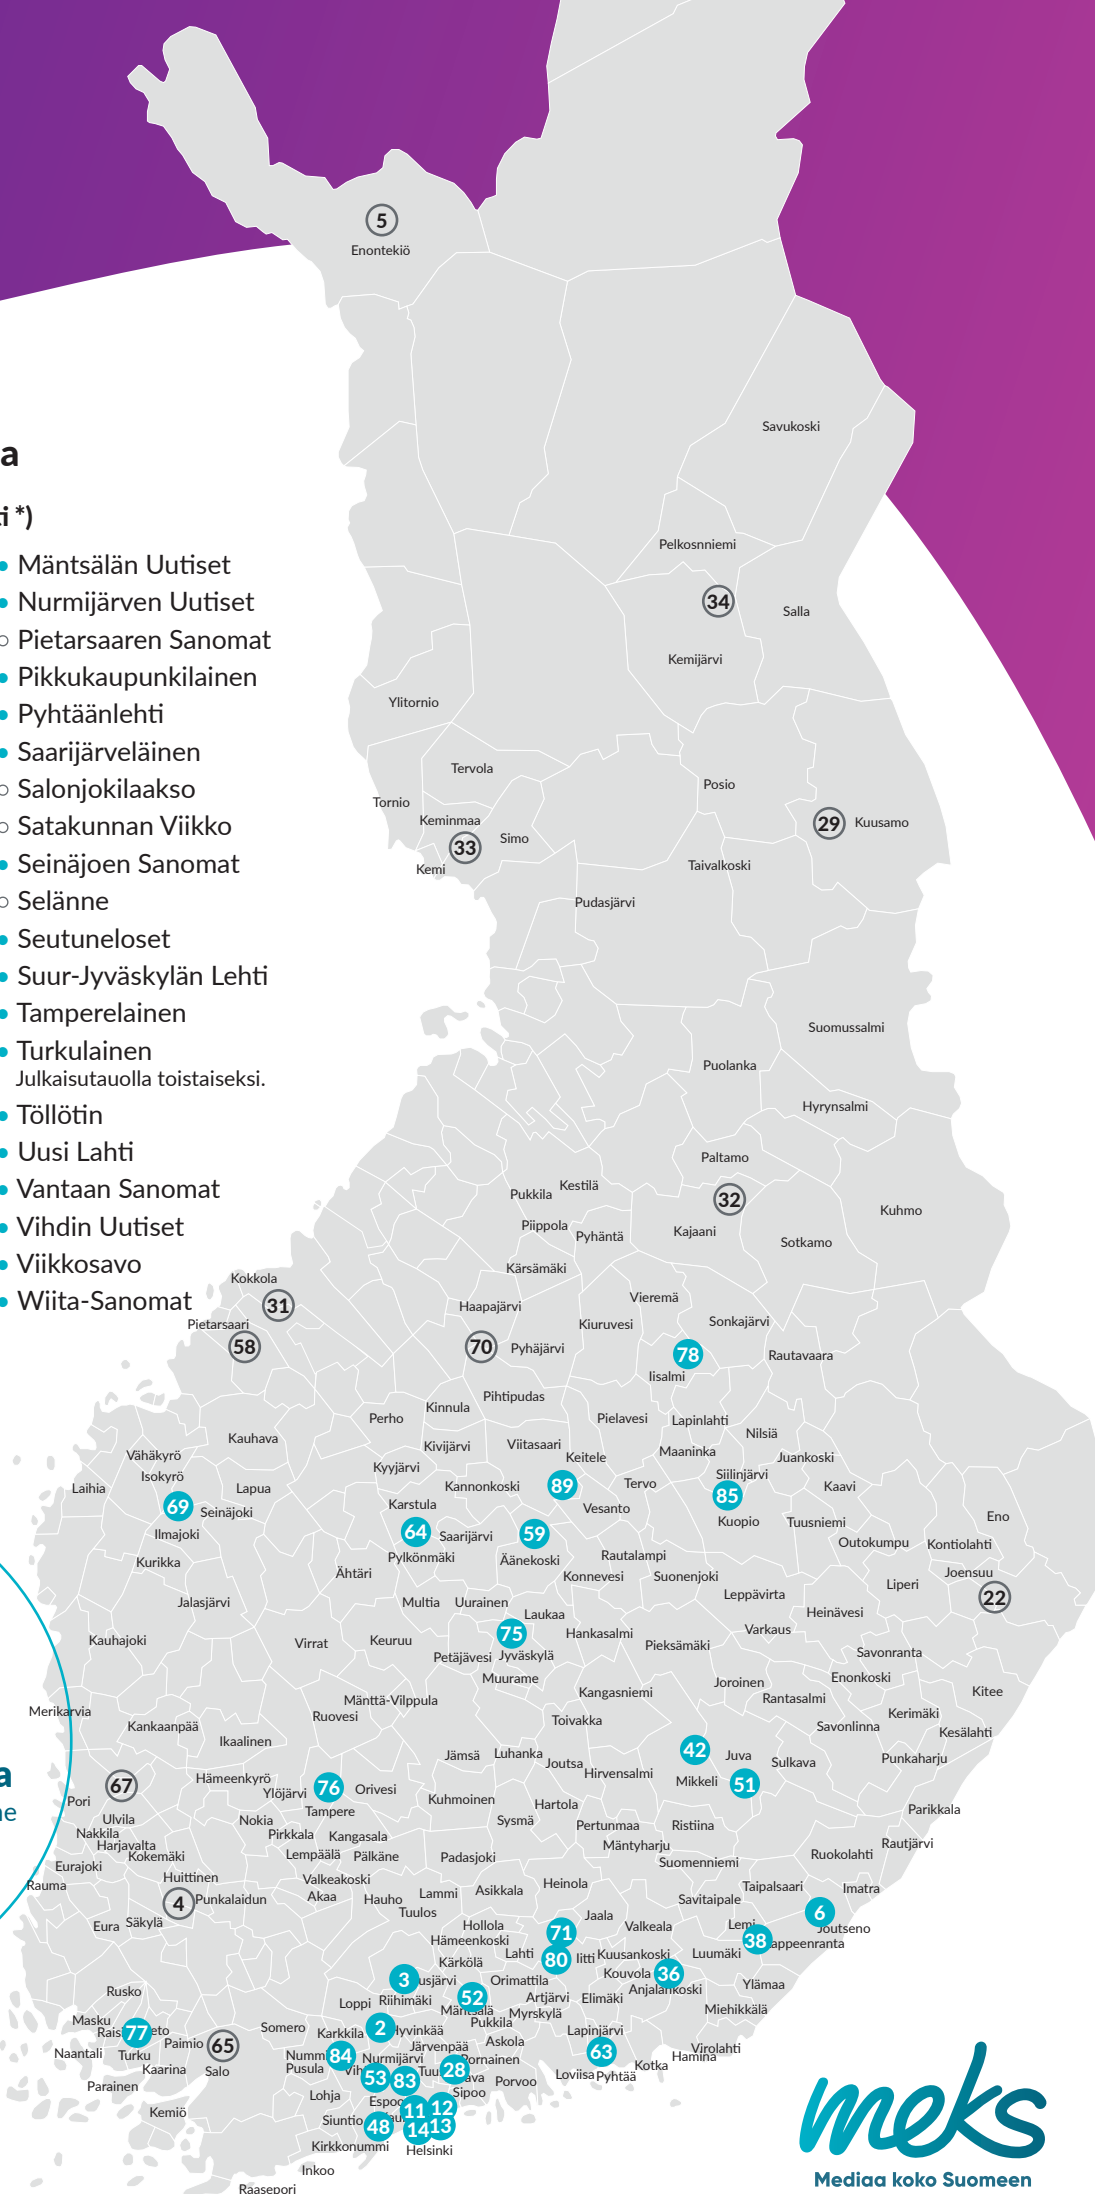 a
i *)
Mäntsälän Uutiset
Nurmijärven Uutiset
Pietarsaaren Sanomat
Pikkukaupunkilainen
Pyhtäänlehti
Saarijärveläinen
Salonjokilaakso
Satakunnan Viikko
Seinäjoen Sanomat
Selänne
Seutuneloset
Suur-Jyväskylän Lehti
Tamperelainen
Turkulainen
Julkaisutauolla toistaiseksi.
Töllötin
Uusi Lahti
Vantaan Sanomat
Vihdin Uutiset
Viikkosavo
Wiita-Sanomat
a
ne
5
Enontekiö
Savukoski
Pelkosnniemi
34
Salla
Kemijärvi
Ylitornio
Tervola
Posio
Tornio
Keminmaa
29 Kuusamo
Simo
33
Kemi
Taivalkoski
Pudasjärvi
Suomussalmi
Puolanka
Hyrynsalmi
Paltamo
Kestilä
Pukkila
32
Kuhmo
Piippola
Kajaani
Pyhäntä
Sotkamo
Kärsämäki
Kokkola
31
Vieremä
Haapajärvi
Pietarsaari
Kiuruvesi
Sonkajärvi
58
70
Pyhäjärvi
78
Rautavaara
Iisalmi
Pihtipudas
Kinnula
Perho
Pielavesi
Lapinlahti
Nilsiä
Kauhava
Kivijärvi
Viitasaari
Maaninka
Vähäkyrö
Keitele
Juankoski
Kyyjärvi
Isokyrö
Siilinjärvi
Laihia
Lapua
Kannonkoski
89
Tervo
Kaavi
85
69
Seinäjoki
Karstula
Vesanto
Eno
Kuopio
Tuusniemi
Ilmajoki
64
Saarijärvi
59
Outokumpu
Kontiolahti
Kurikka
Pylkönmäki
Äänekoski
Rautalampi
Ähtäri
Konnevesi
Suonenjoki
Joensuu
Liperi
22
Leppävirta
Jalasjärvi
Multia
Uurainen
Heinävesi
Laukaa
Varkaus
75
Hankasalmi
Kauhajoki
Virrat
Keuruu
Pieksämäki
Savonranta
Petäjävesi
Jyväskylä
Muurame
Enonkoski
Joroinen
Kangasniemi
Kitee
Rantasalmi
Mänttä-Vilppula
Merikarvia
Ruovesi
Toivakka
Kerimäki
Savonlinna
Kankaanpää
Kesälahti
Ikaalinen
42
Jämsä
Luhanka
Juva
Joutsa
Sulkava
Punkaharju
Hirvensalmi
Hämeenkyrö
Mikkeli
51
67
76
Orivesi
Ylöjärvi
Kuhmoinen
Pori
Hartola
Parikkala
Tampere
Ulvila
Nokia
Sysmä
Pertunmaa
Ristiina
Nakkila
Pirkkala
Kangasala
Harjavalta
Mäntyharju
Rautjärvi
Kokemäki
Lempäälä
Pälkäne
Padasjoki
Ruokolahti
Eurajoki
Suomenniemi
Huittinen
Valkeakoski
Rauma
Heinola
Taipalsaari
Imatra
Akaa
Hauho
Lammi
Asikkala
4
Punkalaidun
Savitaipale
Tuulos
Jaala
6
Eura
Säkylä
Hollola
Valkeala
Lemi
Joutseno
Hämeenkoski
71
38
appeenranta
Lahti
80
Iitti
Kuusankoski
Luumäki
Kärkölä
Kouvola
36
3
usjärvi
Orimattila
Ylämaa
Anjalankoski
Rusko
Artjärvi
Elimäki
Loppi
Riihimäki
52
Miehikkälä
Mäntsälä
Myrskylä
Masku
Somero
Karkkila
2
Hyvinkää
Pukkila
Lapinjärvi
Rais
77
eto
Askola
Paimio
65
Järvenpää
Virolahti
Naantali
Turku
Numm
84
Nurmijärvi
Pornainen
63
Hamina
Kaarina
Salo
Pusula
Vih
Tuu
28
Kotka
53
83
ava
Loviisa
Pyhtää
Parainen
Porvoo
Lohja
Sipoo
Espoo
11
12
Kemiö
Siuntio
48
14
13
Kirkkonummi
Helsinki
Inkoo
Raasepori
meks
Mediaa koko Suomeen